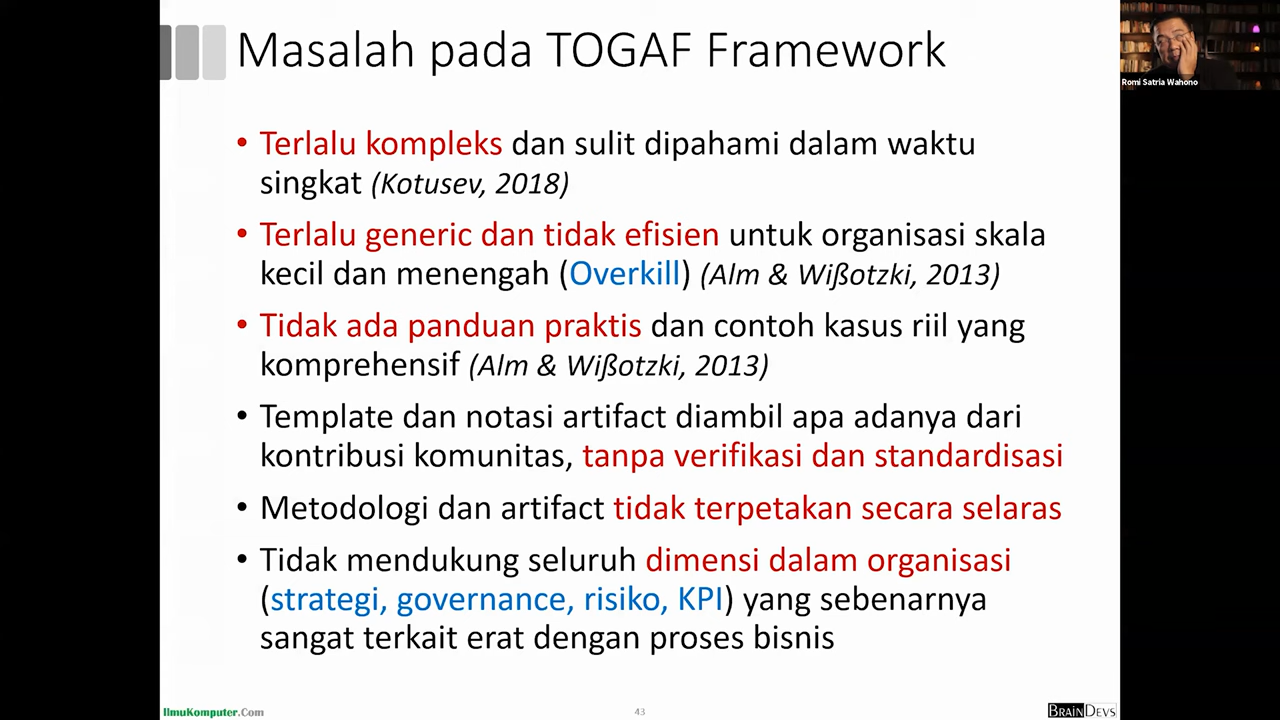 Masalah pada TOGAF Framework
Romi Satria Wahono
• Terlalu kompleks dan sulit dipahami dalam waktu
singkat (Kotusev, 2018)
• Terlalu generic dan tidak efisien untuk organisasi skala
kecil dan menengah (Overkill) (Alm & Wißotzki, 2013)
• Tidak ada panduan praktis dan contoh kasus riil yang
komprehensif (Alm & Wißotzki, 2013)
• Template dan notasi artifact diambil apa adanya dari
kontribusi komunitas, tanpa verifikasi dan standardisasi
• Metodologi dan artifact tidak terpetakan secara selaras
• Tidak mendukung seluruh dimensi dalam organisasi
(strategi, governance, risiko, KPI) yang sebenarnya
sangat terkait erat dengan proses bisnis
IlmuKomputer.Com
43
BRAINDEVS